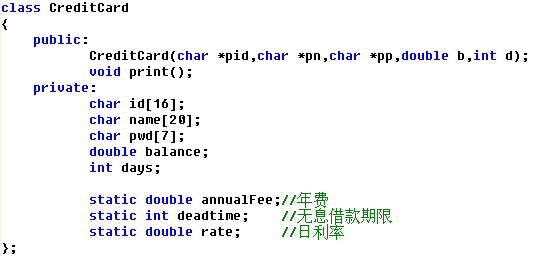 class CreditCard
{
public:
CreditCard(char *pid,char *pn,char *pp,double b,int d);
void print();
private:
char id[16];
char name[20];
char pwd[7];
double balance;
int days;
static double annualFee;//年费
static int deadtime; //无息借款期限
static double rate; //日利率
};